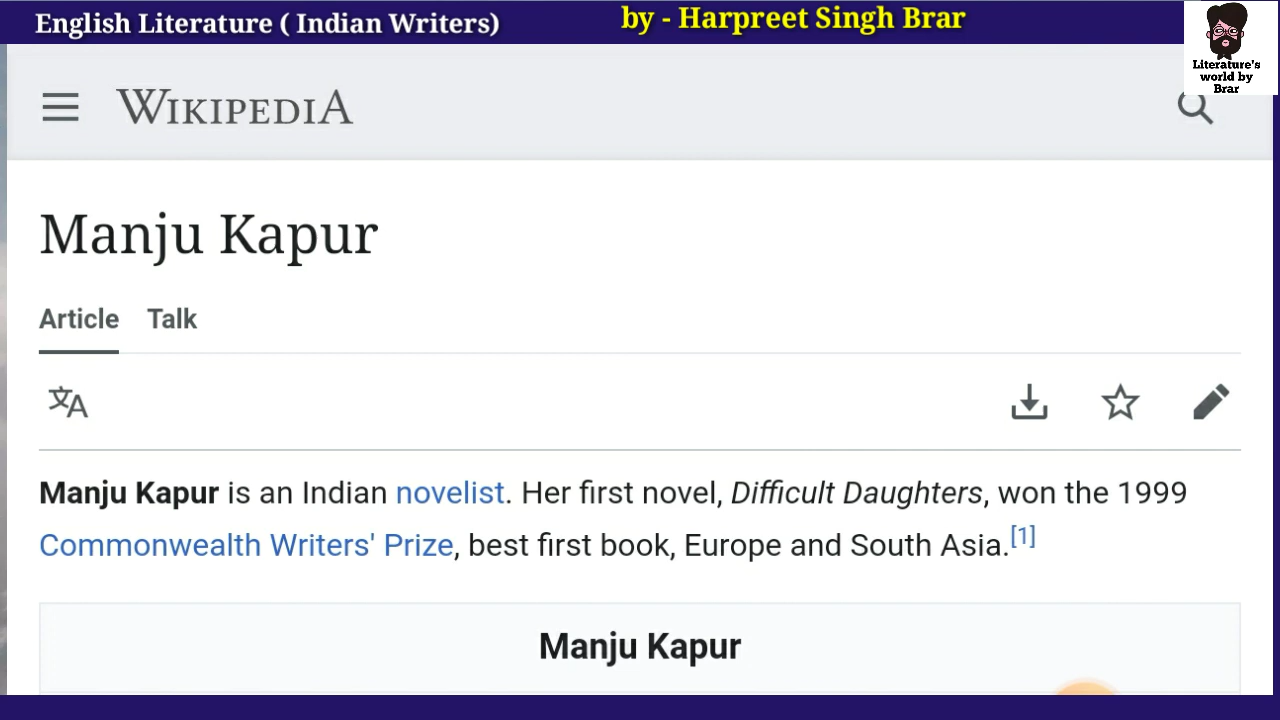 English Literature ( Indian Writers)
by - Harpreet Singh Brar
Literature's
world by
Brar
WIKIPEDIA
Manju Kapur
Article Talk
文A
Manju Kapur is an Indian novelist. Her first novel, Difficult Daughters, won the 1999
Commonwealth Writers' Prize, best first book, Europe and South Asia.[1]
Manju Kapur